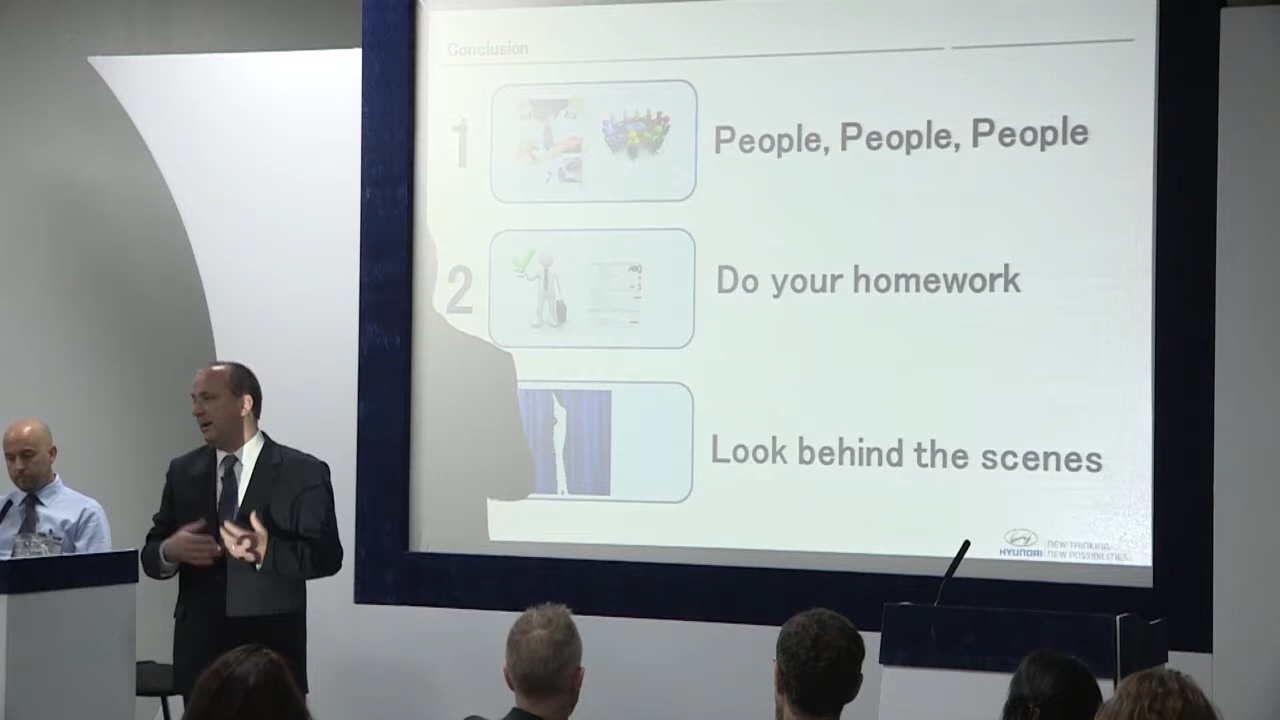 Conclusion
1
People, People, People
2
Do your homework
Look behind the scenes
HYUNDAI
NEW THINKING.
NEW POSSIBILITIES.